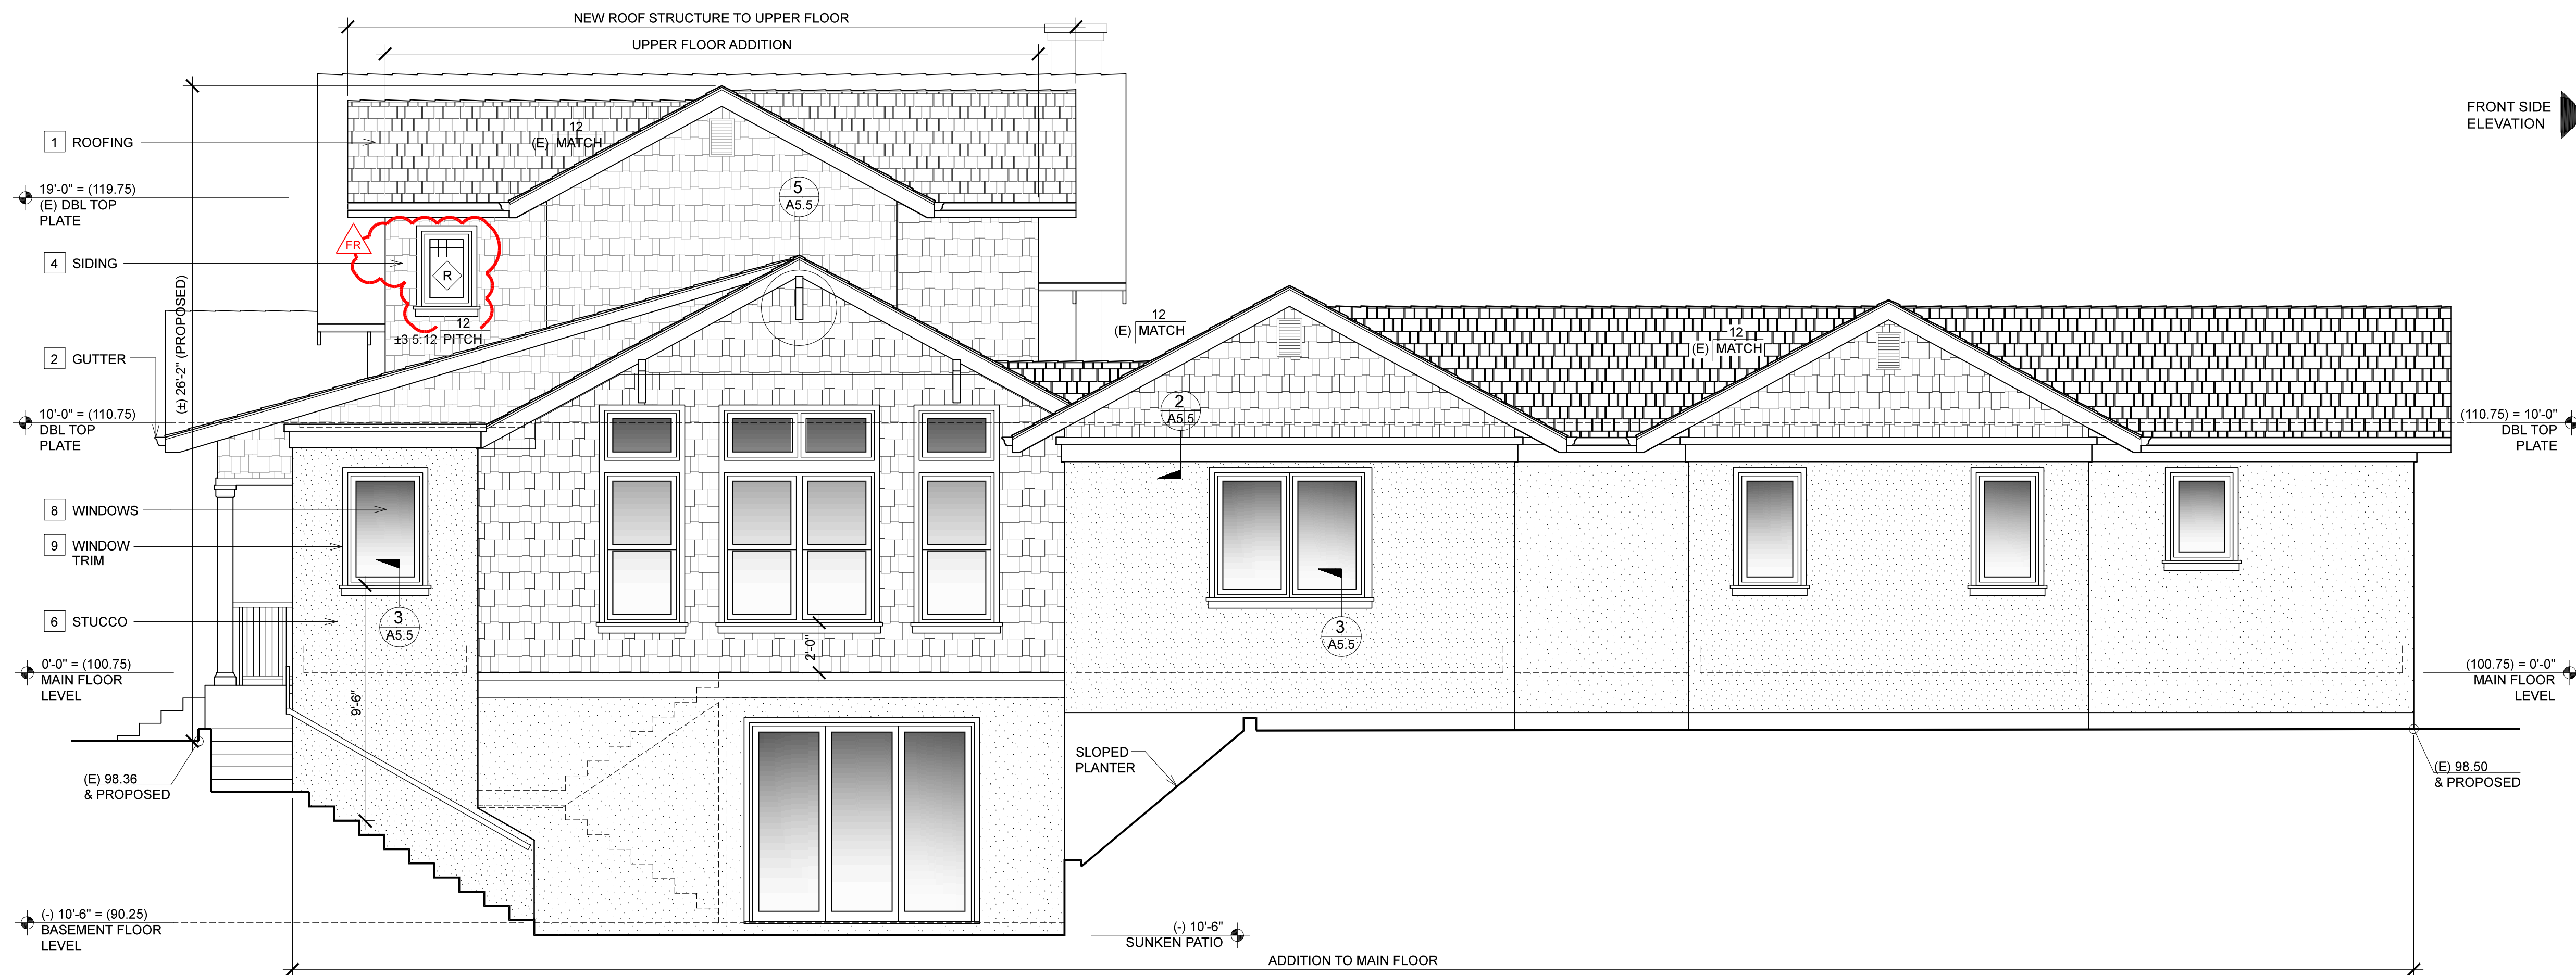 NEW ROOF STRUCTURE TO UPPER FLOOR
UPPER FLOOR ADDITION
FRONT SIDE
ELEVATION
1 ROOFING
12
(E) MATCH
19'-0" = (119.75)
(E) DBL TOP
PLATE
5
A5.5
FR
4 SIDING
R
(±) 26'-2" (PROPOSED)
12
±3.5:12 PITCH
12
(E) MATCH
12
(E) MATCH
2 GUTTER
2
A5.5
10'-0" = (110.75)
DBL TOP
PLATE
(110.75) = 10'-0"
DBL TOP
PLATE
8 WINDOWS
9 WINDOW
TRIM
6 STUCCO
3
A5.5
3
A5.5
2'-0"
0'-0" = (100.75)
MAIN FLOOR
LEVEL
(100.75) = 0'-0"
MAIN FLOOR
LEVEL
9'-6"
SLOPED
PLANTER
(E) 98.36
& PROPOSED
(E) 98.50
& PROPOSED
(-) 10'-6" = (90.25)
BASEMENT FLOOR
LEVEL
(-) 10'-6"
SUNKEN PATIO
ADDITION TO MAIN FLOOR